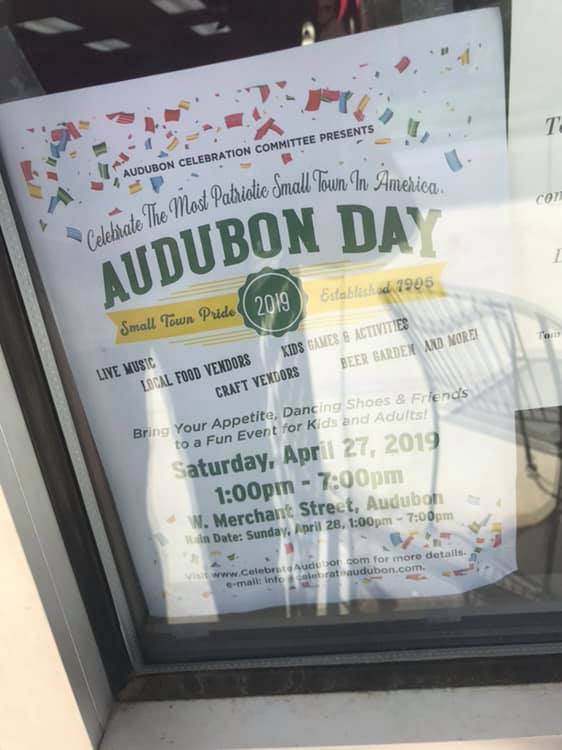 AUDUBON CELEBRATION COMMITTEE PRESENTS
Celebrate The Most Patriotic Small Town In America.
AUDUBON DAY
Small Town Pride 2019 Established 1905
LIVE MUSIC KIDS GAMES & ACTIVITIES
LOCAL FOOD VENDORS BEER GARDEN AND MORE!
CRAFT VENDORS
Bring Your Appetite, Dancing Shoes & Friends
to a Fun Event for Kids and Adults!
Saturday, April 27, 2019
1:00pm - 7:00pm
W. Merchant Street, Audubon
Rain Date: Sunday, April 28, 1:00pm - 7:00pm
Visit www.CelebrateAudubon.com for more details.
e-mail: info@celebrateaudubon.com.